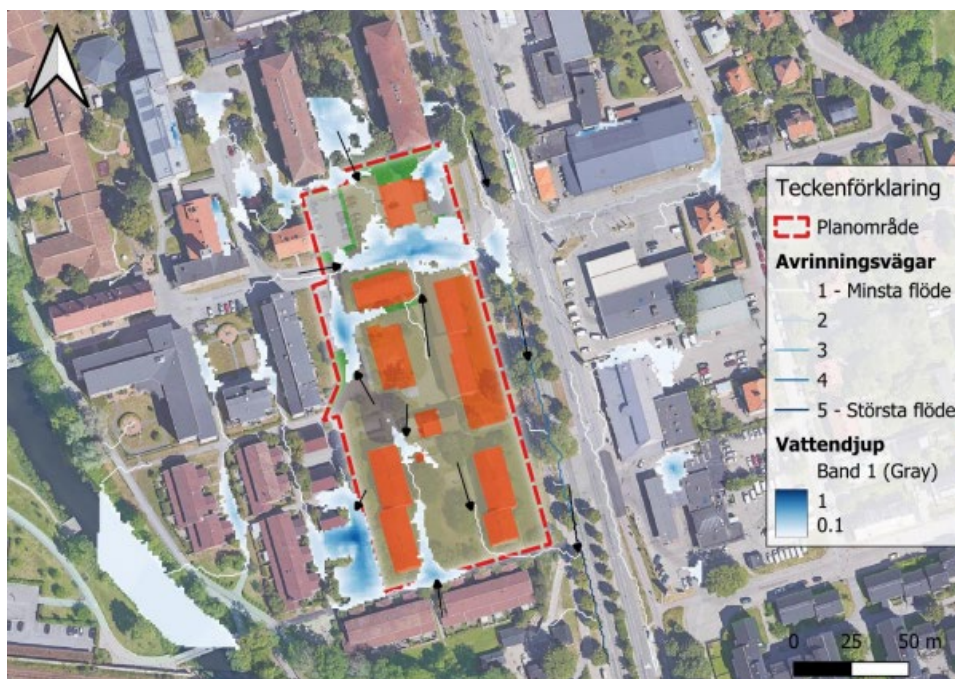 Teckenförklaring
Planområde
Avrinningsvägar
1 - Minsta flöde
2
3
4
5 - Största flöde
Vattendjup
Band 1 (Gray)
1
0.1
0 25 50 m